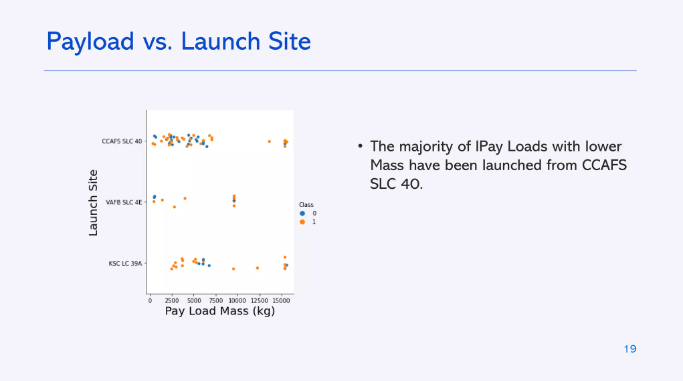 Payload vs. Launch Site
CCAFS SLC 40
VAFB SLC 4E
KSC LC 39A
Launch Site
0 2500 5000 7500 10000 12500 15000
Pay Load Mass (kg)
Class
0
1
• The majority of IPay Loads with lower
Mass have been launched from CCAFS
SLC 40.
19